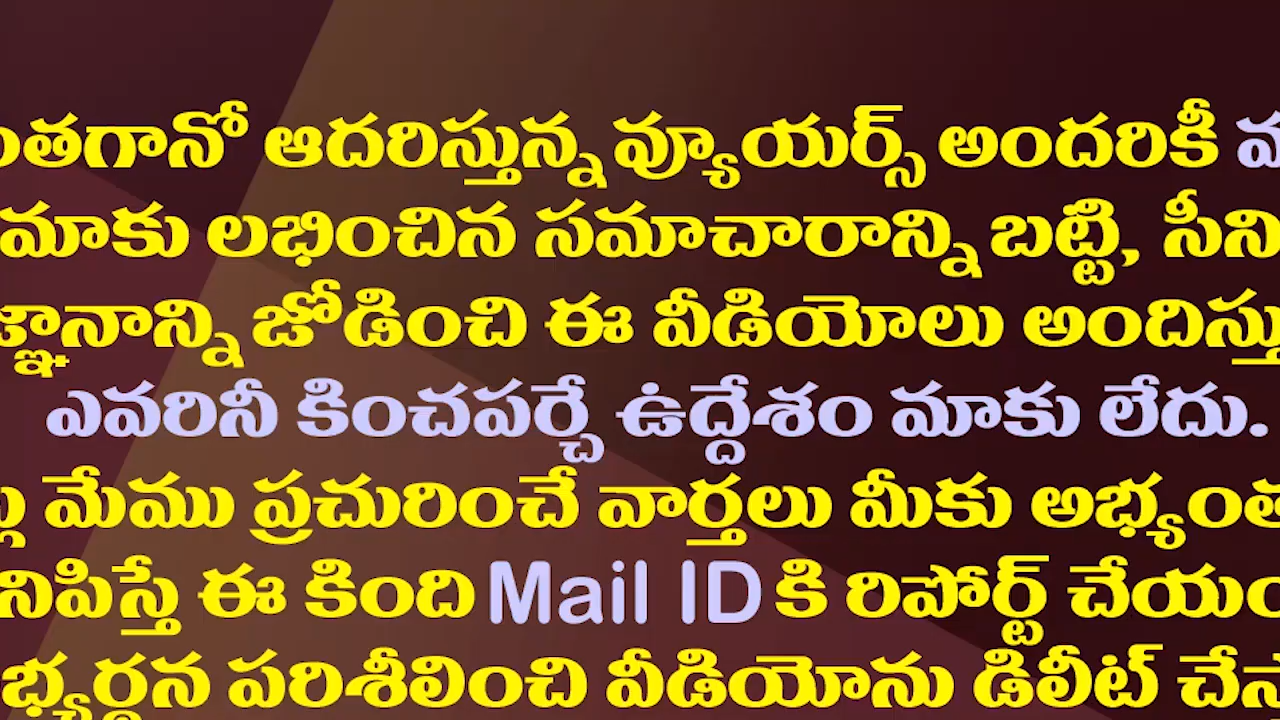 ంతగానో ఆదరిస్తున్న వ్యూయర్స్ అందరికీ
మాకు లభించిన సమాచారాన్ని బట్టి, సీని
జ్ఞానాన్ని జోడించి ఈ వీడియోలు అందిస్తు
ఎవరినీ కించపర్చే ఉద్దేశం మాకు లేదు.
మేము ప్రచురించే వార్తలు మీకు అభ్యంత
నిపిస్తే ఈ కింది Mail ID కి రిపోర్ట్ చేయం
భ్యర్థన పరిశీలించి వీడియోను డిలీట్ చేస